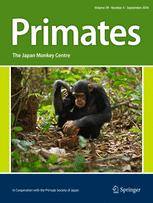 Volume 59 · Number 5 · September 2018
Primates
The Japan Monkey Centre
In Cooperation with the Primate Society of Japan
Springer